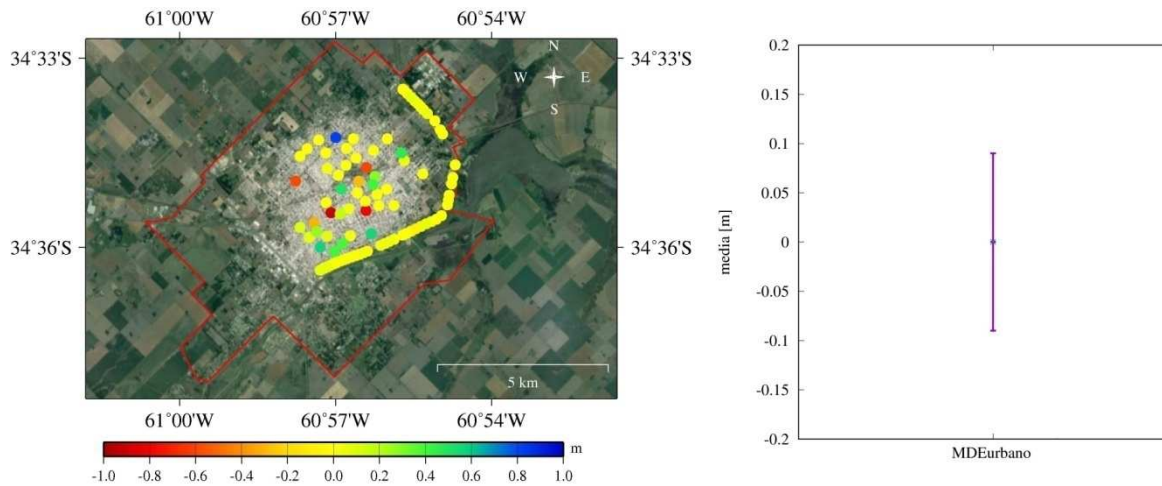 61°00'W 60°57'W 60°54'W
34°33'S 34°33'S
N
W E
S
34°36'S 34°36'S
5 km
61°00'W 60°57'W 60°54'W
m
-1.0 -0.8 -0.6 -0.4 -0.2 0.0 0.2 0.4 0.6 0.8 1.0
0.2
0.15
0.1
0.05
0
-0.05
-0.1
-0.15
-0.2
media [m]
MDEurbano